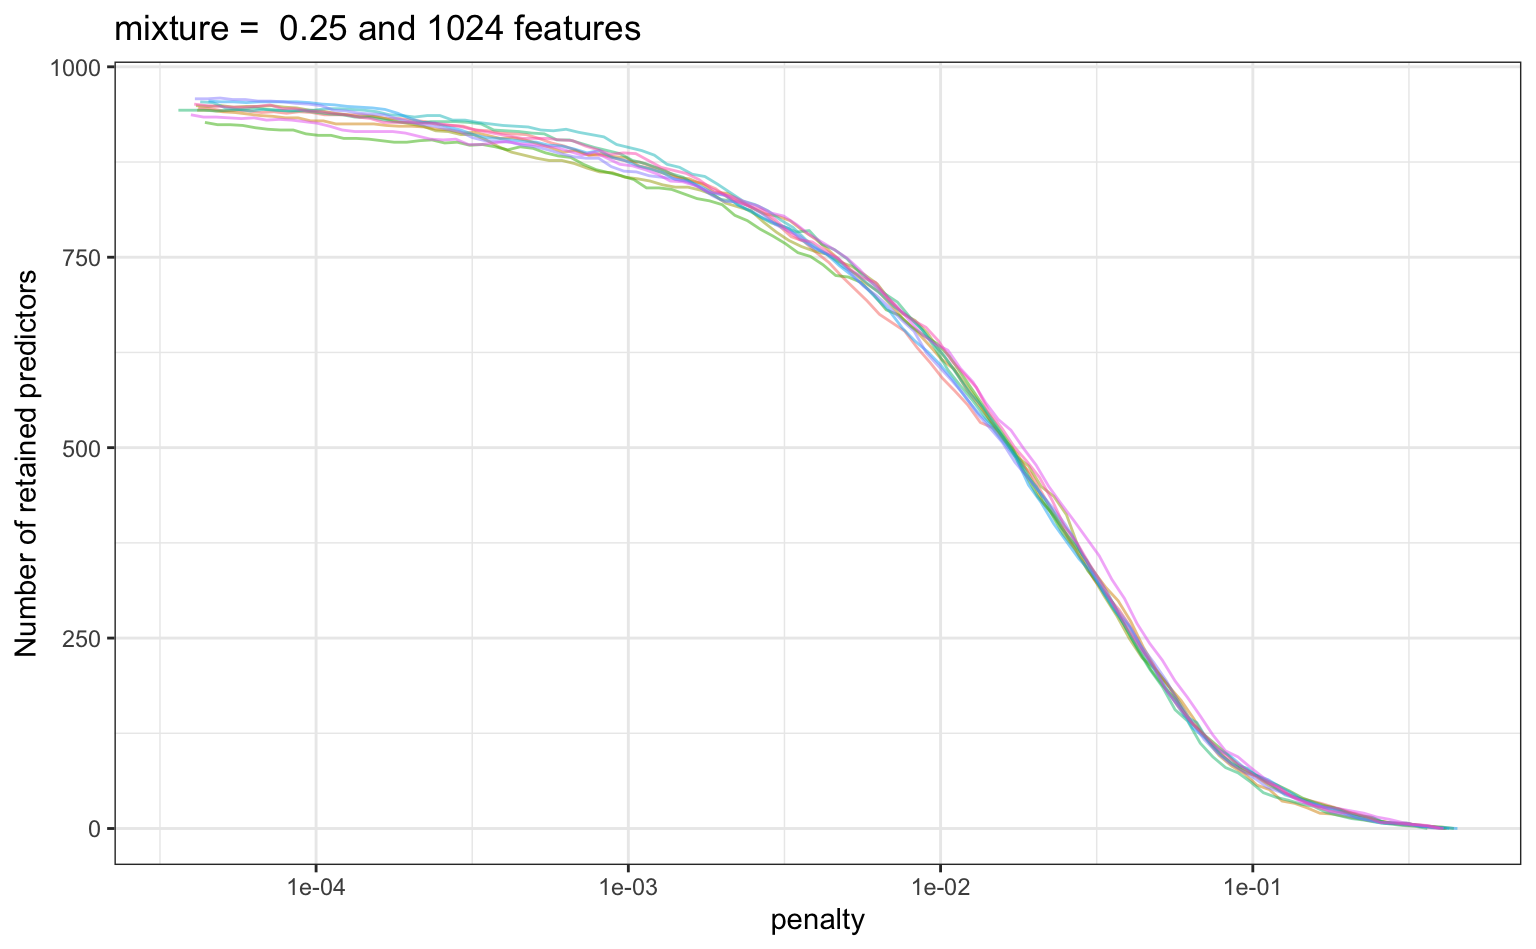 mixture =  0.25 and 1024 features
1000
750
500
250
0
Number of retained predictors
1e-04 1e-03 1e-02 1e-01
penalty